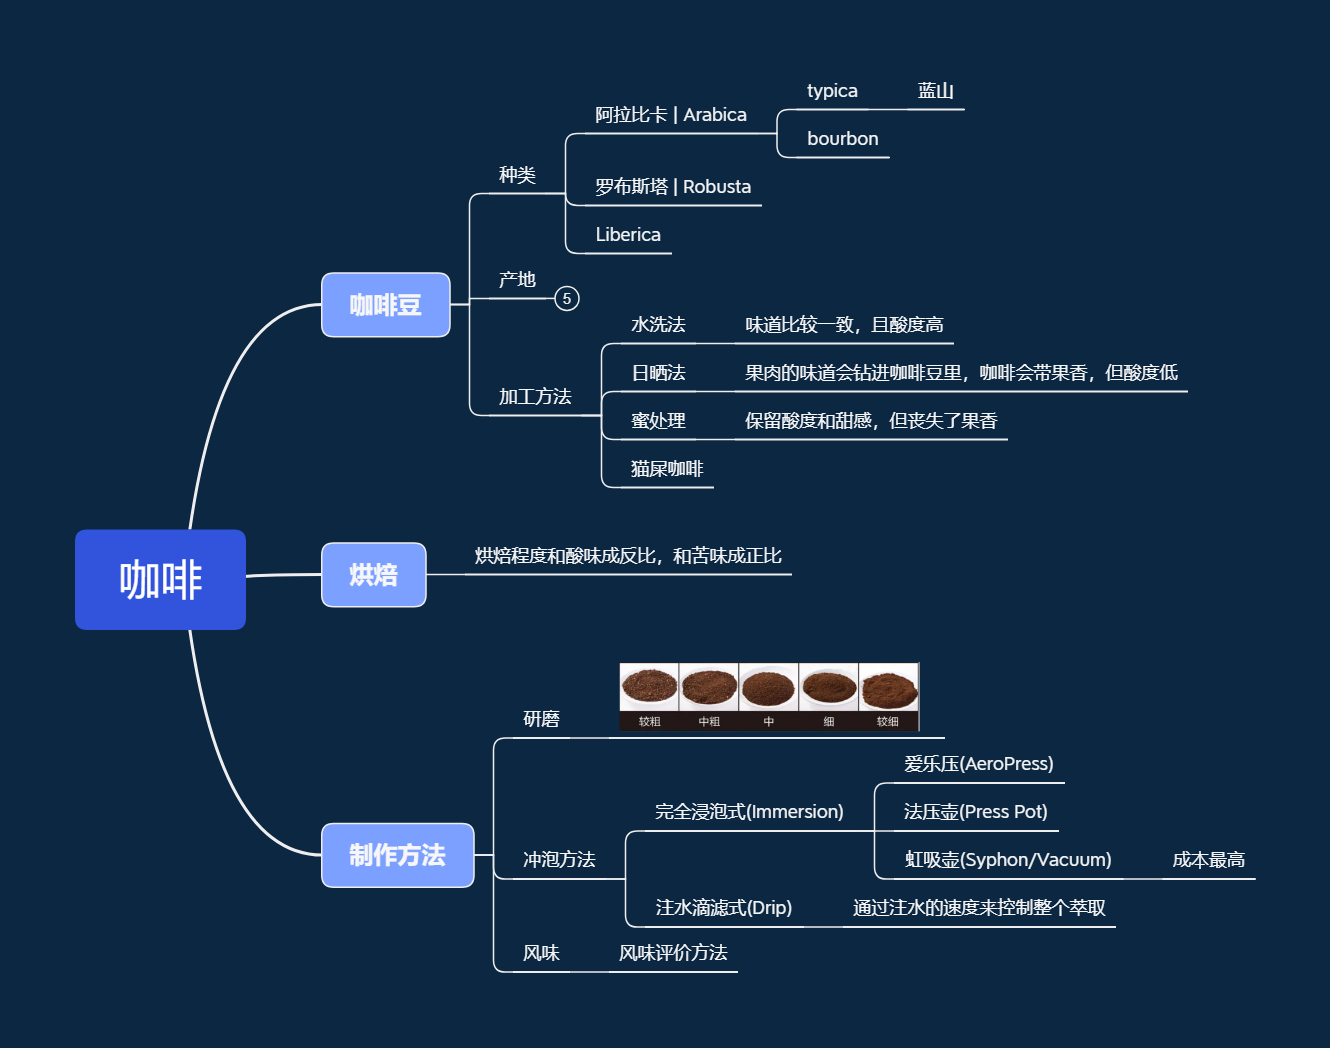 咖啡
咖啡豆
种类
阿拉比卡 | Arabica
typica
蓝山
bourbon
罗布斯塔 | Robusta
Liberica
产地
5
加工方法
水洗法
味道比较一致，且酸度高
日晒法
果肉的味道会钻进咖啡豆里，咖啡会带果香，但酸度低
蜜处理
保留酸度和甜感，但丧失了果香
猫屎咖啡
烘焙
烘焙程度和酸味成反比，和苦味成正比
制作方法
研磨
较粗
中粗
中
细
较细
冲泡方法
完全浸泡式(Immersion)
爱乐压(AeroPress)
法压壶(Press Pot)
虹吸壶(Syphon/Vacuum)
成本最高
注水滴滤式(Drip)
通过注水的速度来控制整个萃取
风味
风味评价方法